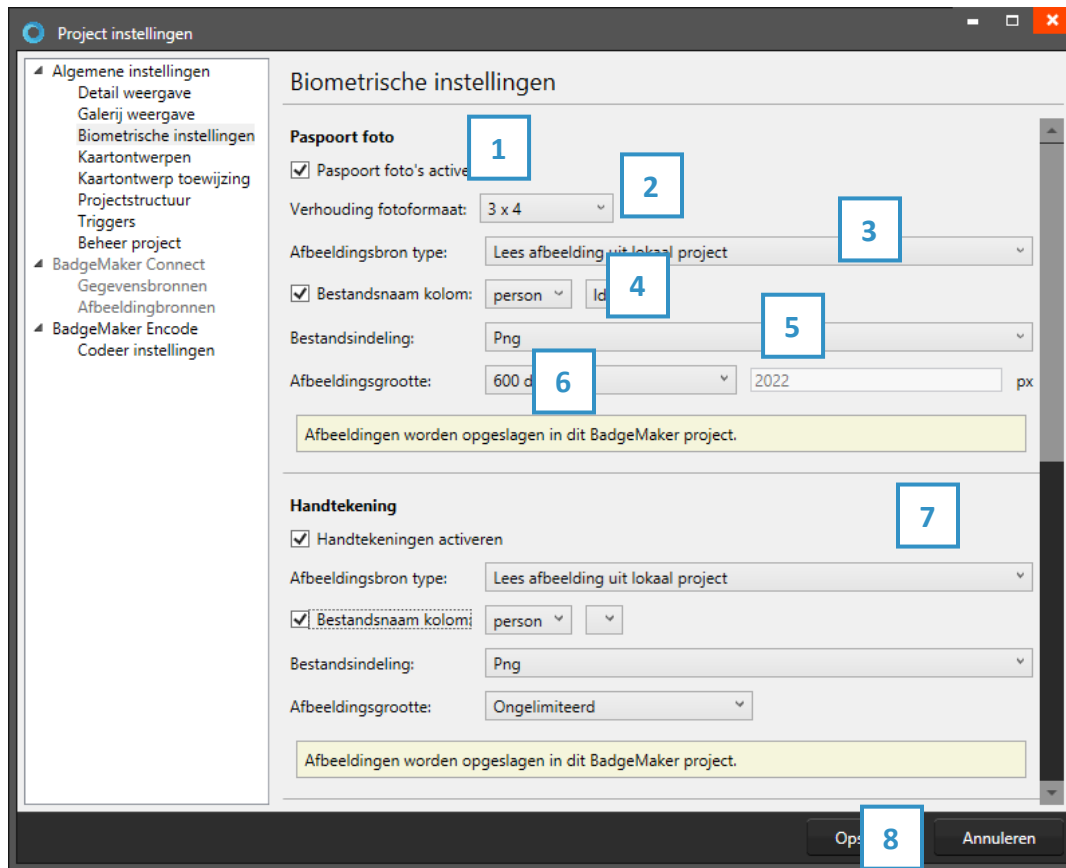 Project instellingen
Algemene instellingen
Detail weergave
Galerij weergave
Biometrische instellingen
Kaartontwerpen
Kaartontwerp toewijzing
Projectstructuur
Triggers
Beheer project
BadgeMaker Connect
Gegevensbronnen
Afbeeldingbronnen
BadgeMaker Encode
Codeer instellingen
Biometrische instellingen
Paspoort foto
1
Paspoort foto's active
2
Verhouding fotoformaat: 3 x 4
3
Afbeeldingsbron type: Lees afbeelding uit lokaal project
4
Bestandsnaam kolom: person Id
5
Bestandsindeling: Png
6
Afbeeldingsgrootte: 600 d 2022 px
Afbeeldingen worden opgeslagen in dit BadgeMaker project.
Handtekening
7
Handtekeningen activeren
Afbeeldingsbron type: Lees afbeelding uit lokaal project
Bestandsnaam kolom: person
Bestandsindeling: Png
Afbeeldingsgrootte: Ongelimiteerd
Afbeeldingen worden opgeslagen in dit BadgeMaker project.
Ops 8 Annuleren